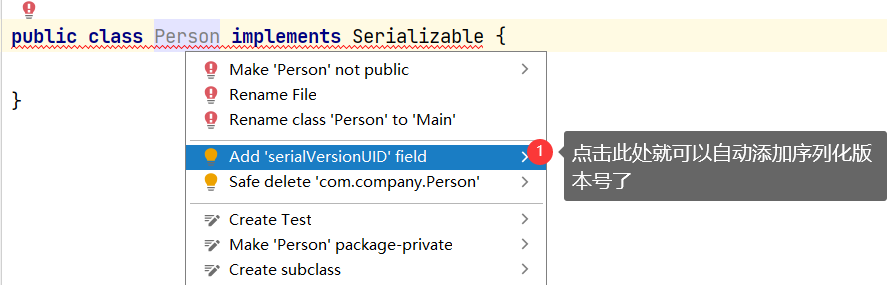 public class Person implements Serializable {
}
Make 'Person' not public
Rename File
Rename class 'Person' to 'Main'
Add 'serialVersionUID' field
1
点击此处就可以自动添加序列化版
本号了
Safe delete 'com.company.Person'
Create Test
Make 'Person' package-private
Create subclass